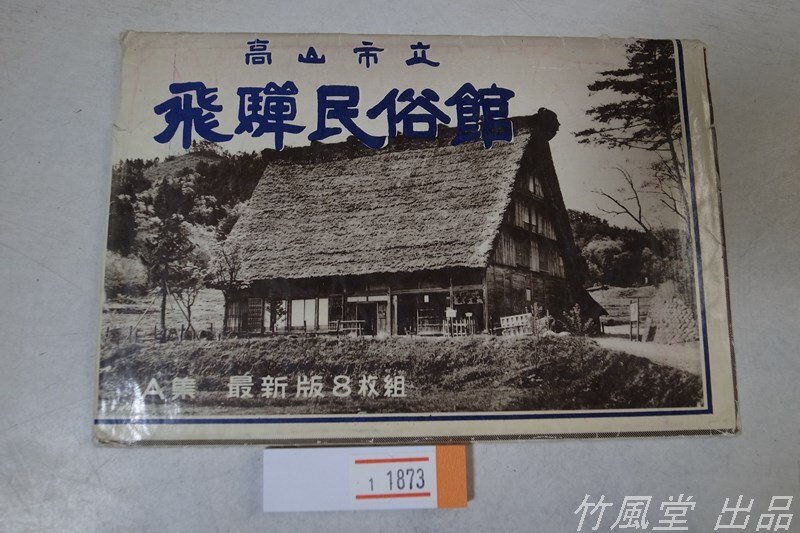 高山市立
飛驒民俗館
A集 最新版8枚組
1 1873
竹風堂 出品